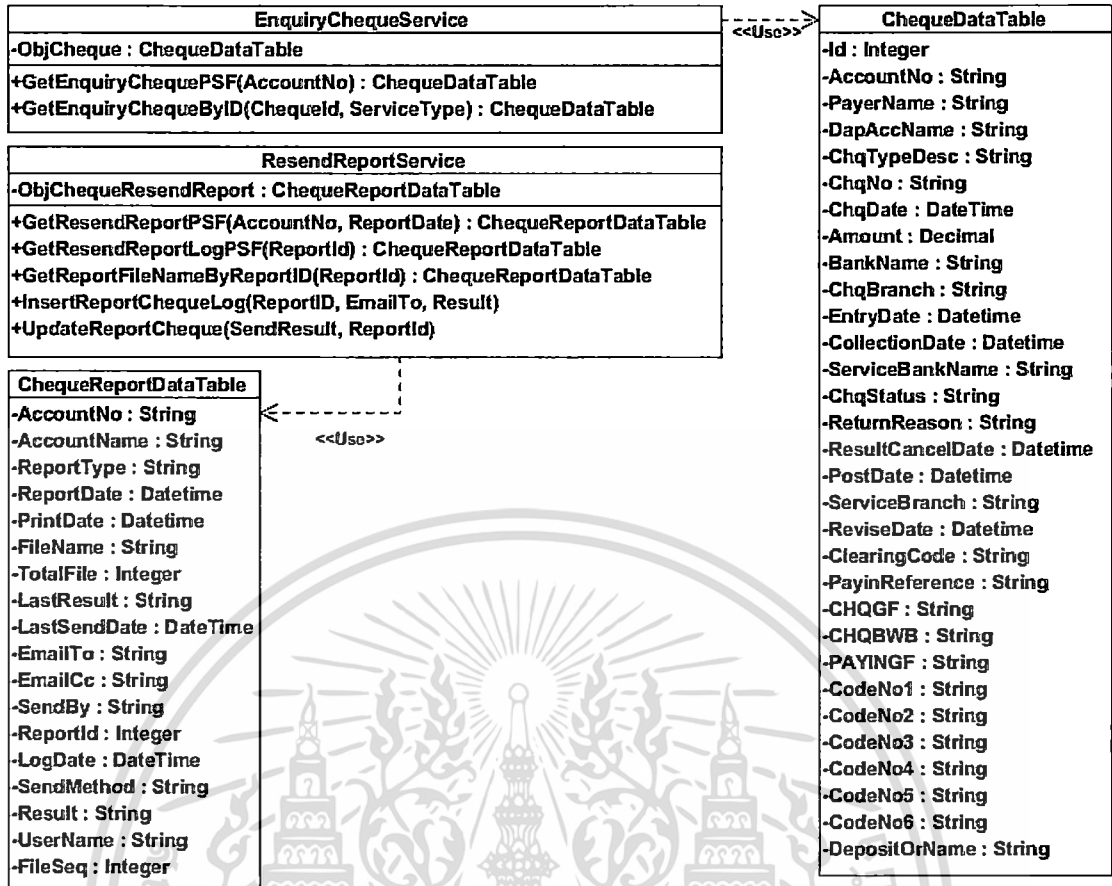 EnquiryChequeService
-ObjCheque : ChequeDataTable
+GetEnquiryChequePSF(AccountNo) : ChequeDataTable
+GetEnquiryChequeByID(ChequeId, ServiceType) : ChequeDataTable
<<Use>>
ResendReportService
-ObjChequeResendReport : ChequeReportDataTable
+GetResendReportPSF(AccountNo, ReportDate) : ChequeReportDataTable
+GetResendReportLogPSF(ReportId) : ChequeReportDataTable
+GetReportFileNameByReportID(ReportId) : ChequeReportDataTable
+InsertReportChequeLog(ReportID, EmailTo, Result)
+UpdateReportCheque(SendResult, ReportId)
<<Use>>
ChequeReportDataTable
-AccountNo : String
-AccountName : String
-ReportType : String
-ReportDate : Datetime
-PrintDate : Datetime
-FileName : String
-TotalFile : Integer
-LastResult : String
-LastSendDate : DateTime
-EmailTo : String
-EmailCc : String
-SendBy : String
-ReportId : Integer
-LogDate : DateTime
-SendMethod : String
-Result : String
-UserName : String
-FileSeq : Integer
ChequeDataTable
-Id : Integer
-AccountNo : String
-PayerName : String
-DapAccName : String
-ChqTypeDesc : String
-ChqNo : String
-ChqDate : DateTime
-Amount : Decimal
-BankName : String
-ChqBranch : String
-EntryDate : Datetime
-CollectionDate : Datetime
-ServiceBankName : String
-ChqStatus : String
-ReturnReason : String
-ResultCancelDate : Datetime
-PostDate : Datetime
-ServiceBranch : String
-ReviseDate : Datetime
-ClearingCode : String
-PayinReference : String
-CHQGF : String
-CHQBWB : String
-PAYINGF : String
-CodeNo1 : String
-CodeNo2 : String
-CodeNo3 : String
-CodeNo4 : String
-CodeNo5 : String
-CodeNo6 : String
-DepositOrName : String